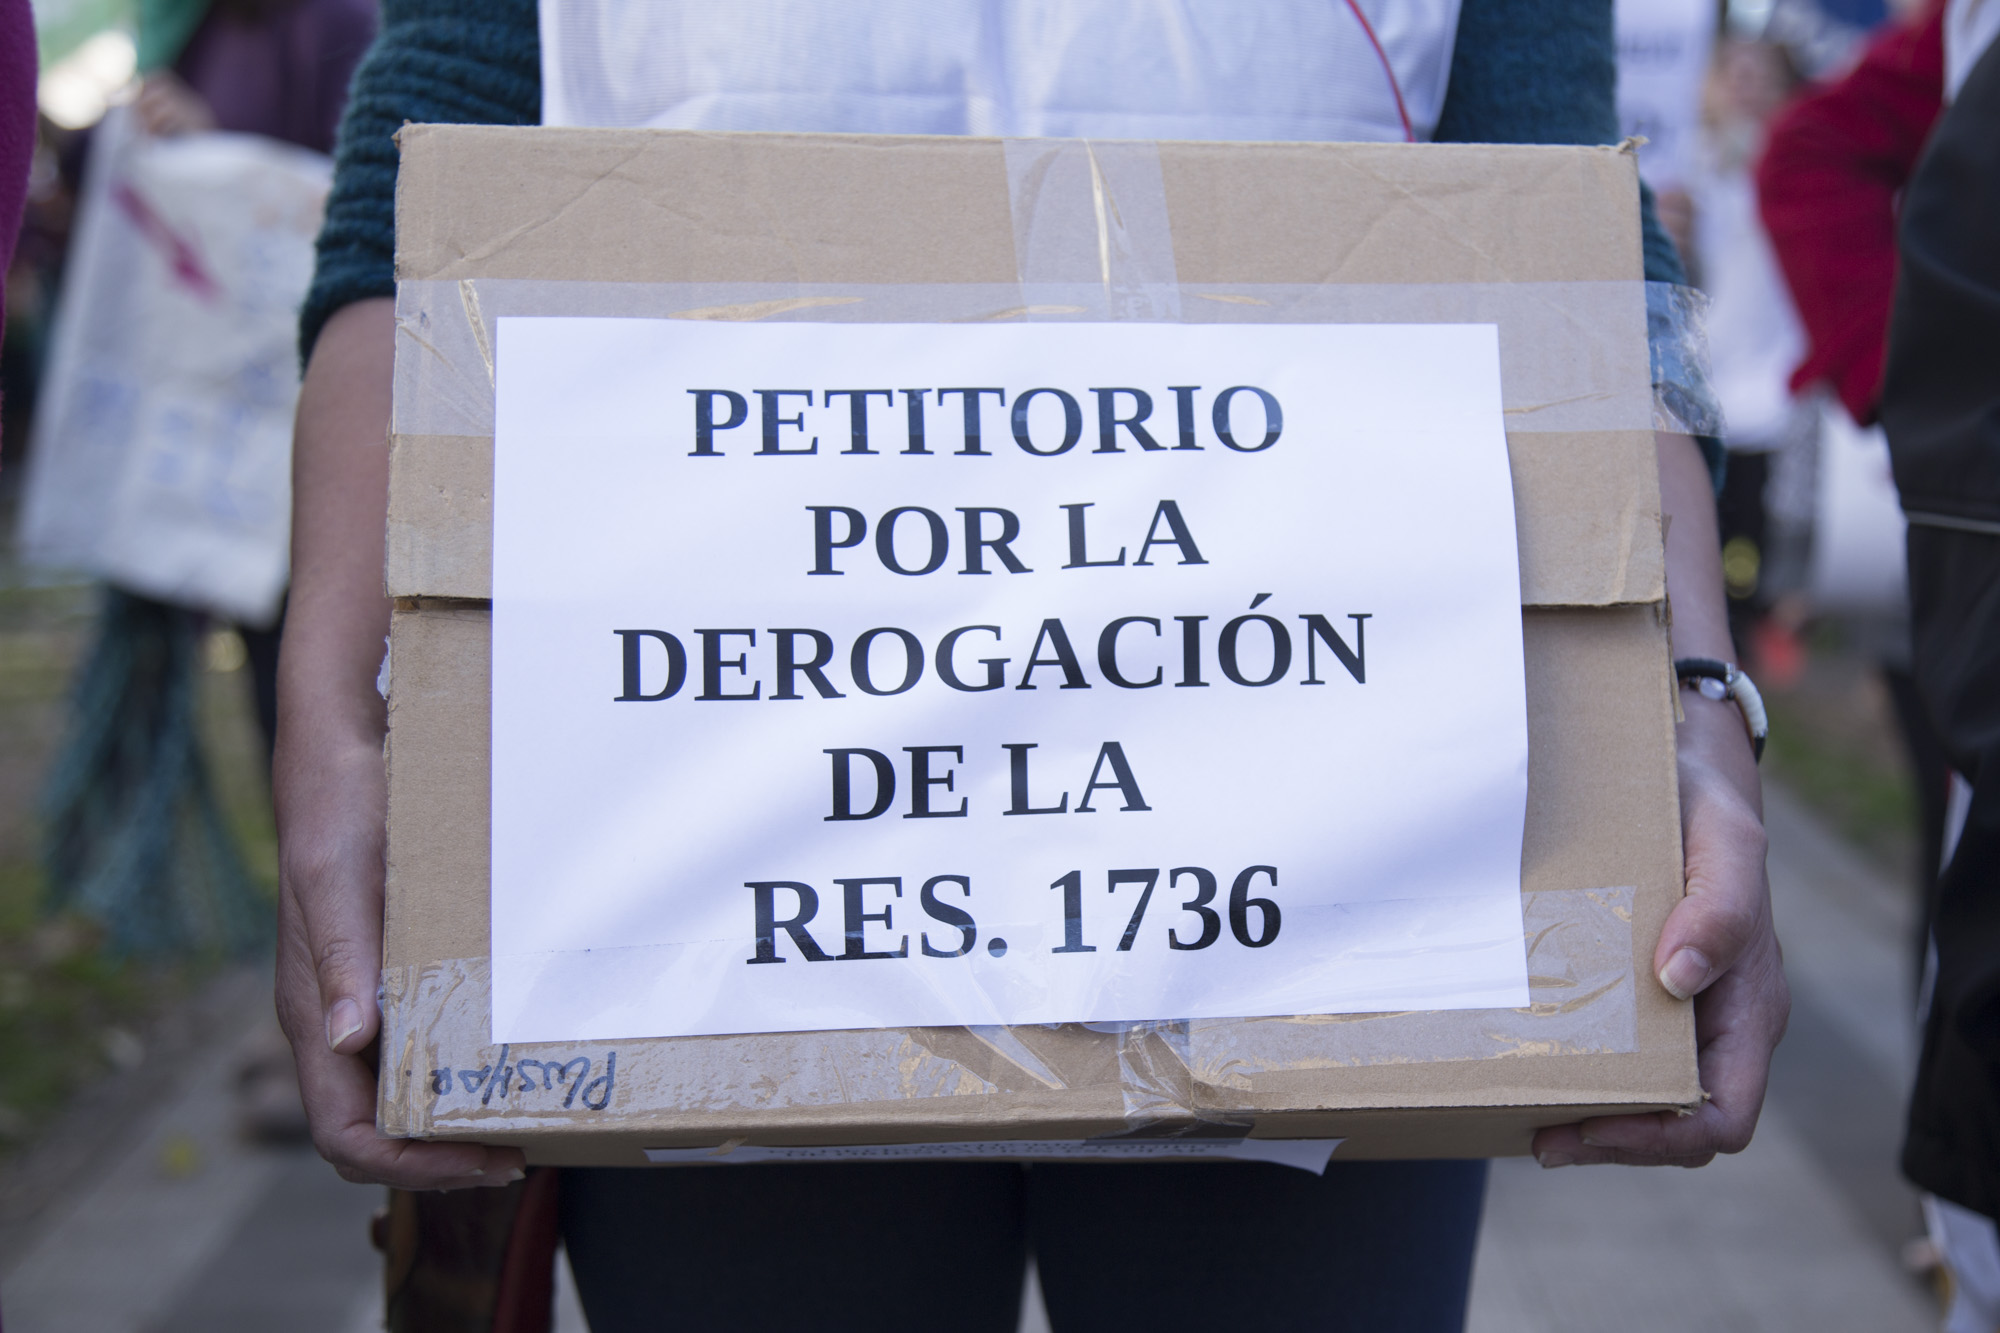 PETITORIO
POR LA
DEROGACIÓN
DE LA
RES. 1736